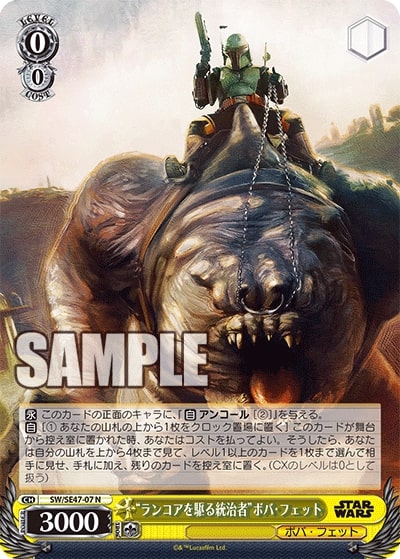 LEVEL
0
0
COST
SAMPLE
永 このカードの正面のキャラに、『自 アンコール [②]』を与える。
自 [① あなたの山札の上から1枚をクロック置場に置く] このカードが舞台
から控え室に置かれた時、あなたはコストを払ってよい。そうしたら、あなた
は自分の山札を上から4枚まで見て、レベル1以上のカードを1枚まで選んで相手
に見せ、手札に加え、残りのカードを控え室に置く。(CXのレベルは0として
扱う)
CH SW/SE47-07 N
POWER
3000
"ランコアを駆る統治者"ボバ・フェット
ボバ・フェット
©&™Lucasfilm Ltd.
STAR
WARS